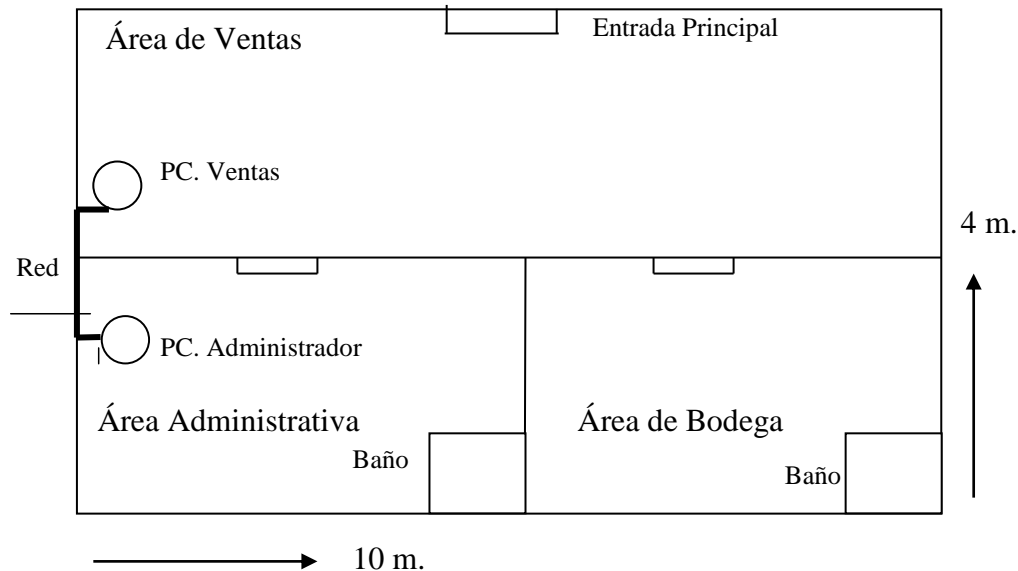 Área de Ventas
Entrada Principal
PC. Ventas
4 m.
Red
PC. Administrador
Área Administrativa
Área de Bodega
Baño
Baño
10 m.